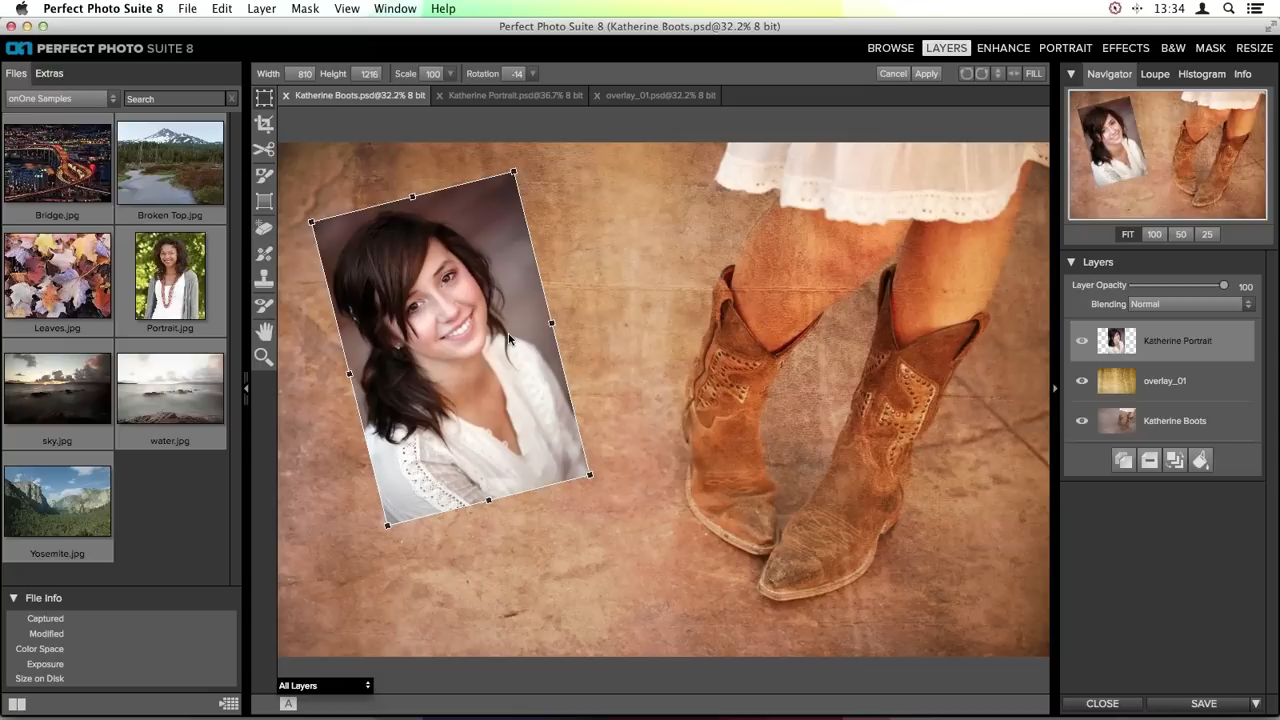 Perfect Photo Suite 8 File Edit Layer Mask View Window Help 13:34
Perfect Photo Suite 8 (Katherine Boots.psd@32.2% 8 bit)
PERFECT PHOTO SUITE 8 BROWSE LAYERS ENHANCE PORTRAIT EFFECTS B&W MASK RESIZE
Files Extras
Width 810 Height 1216 Scale 100 Rotation -14 Cancel Apply FILL
Navigator Loupe Histogram Info
onOne Samples Search X
X Katherine Boots.psd@32.2% 8 bit X Katherine Portrait.psd@36.7% 8 bit X overlay_01.psd@32.2% 8 bit
Bridge.jpg Broken Top.jpg
Leaves.jpg Portrait.jpg
sky.jpg water.jpg
Yosemite.jpg
FIT 100 50 25
Layers
Layer Opacity 100
Blending Normal
Katherine Portrait
overlay_01
Katherine Boots
File Info
Captured
Modified
Color Space
Exposure
Size on Disk
All Layers
A
CLOSE SAVE